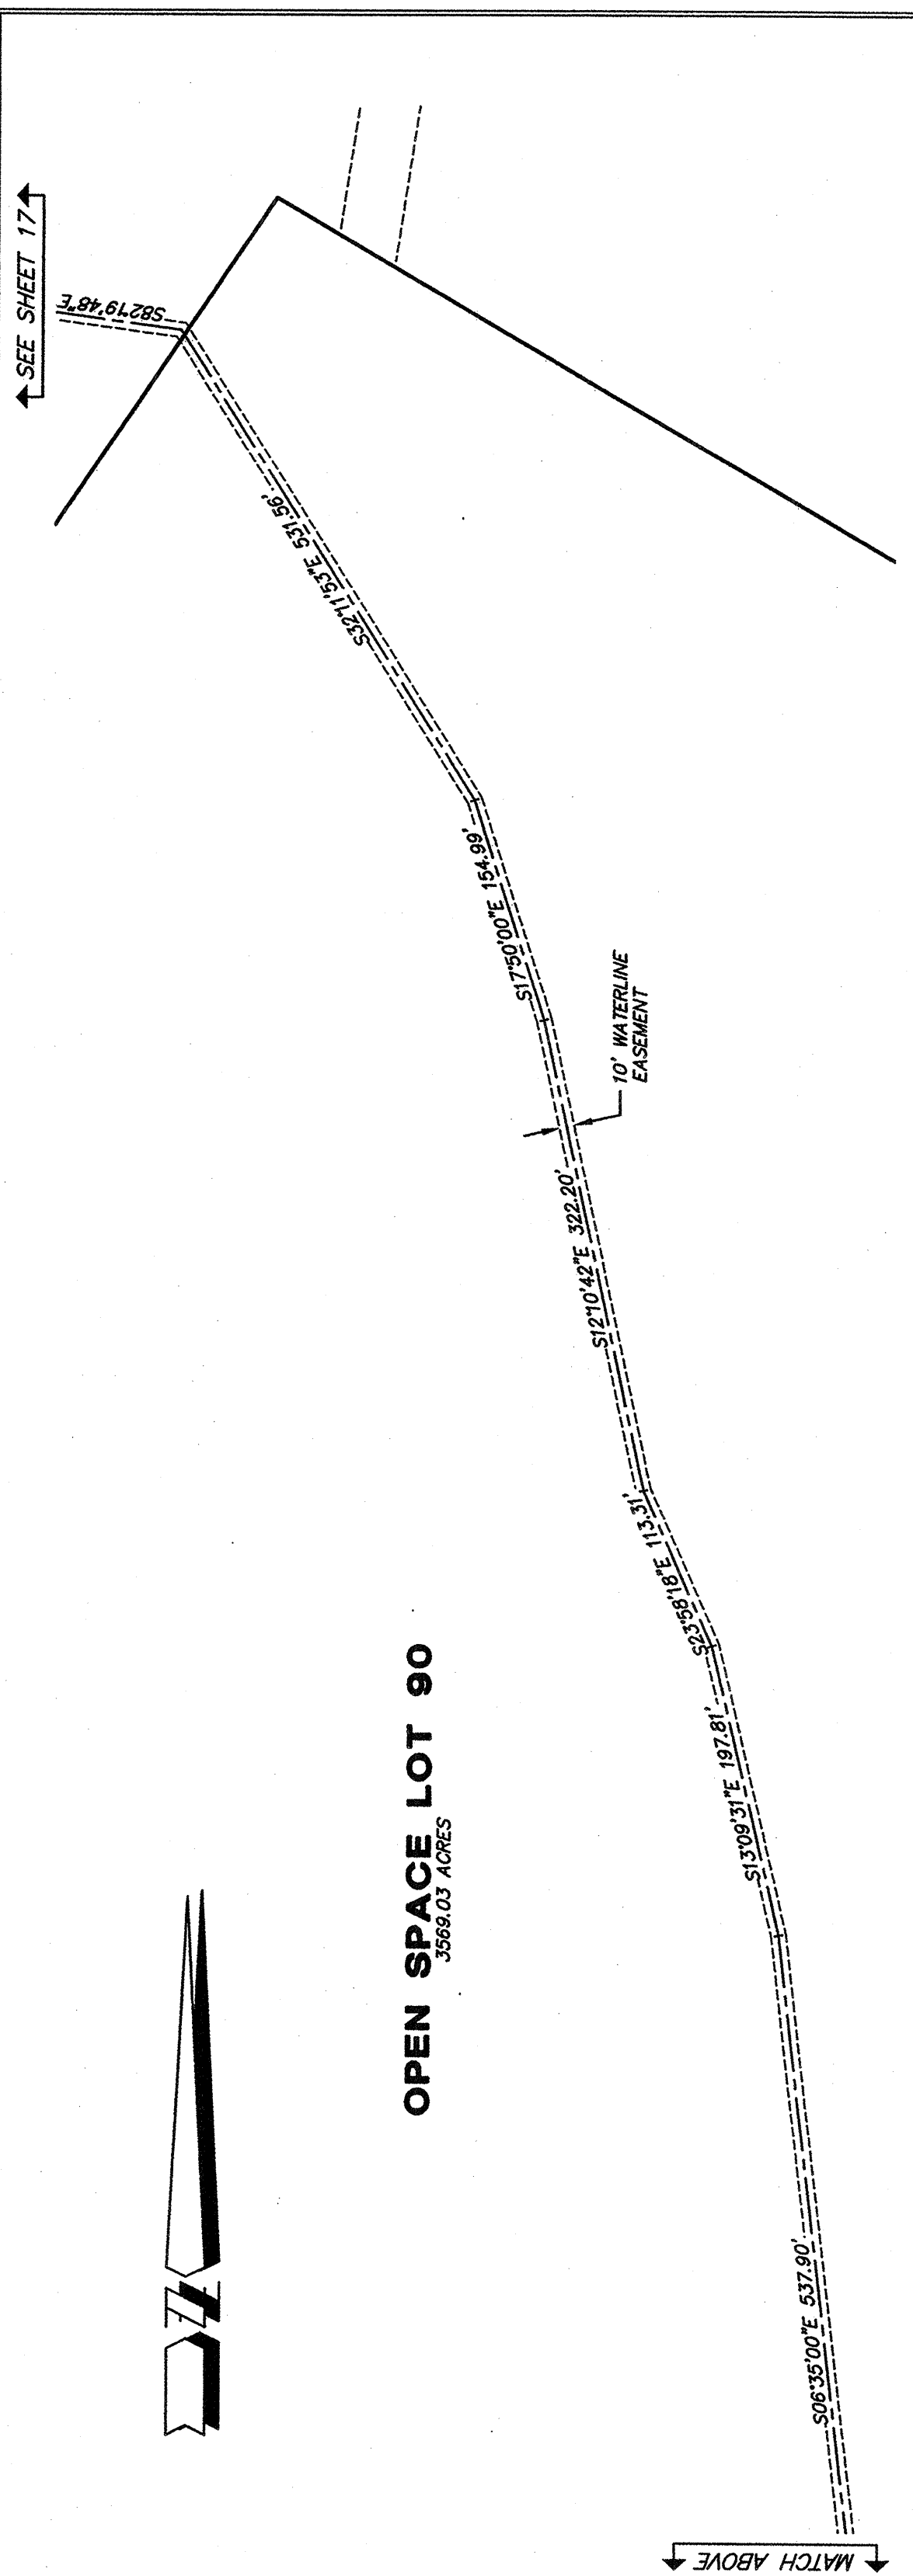 SEE SHEET 17
S82°19'48"E
S32°11'53"E 531.56'
S17°50'00"E 154.99'
10' WATERLINE
EASEMENT
S12°10'42"E 322.20'
S23°58'18"E 113.31'
S13°09'31"E 197.81'
OPEN SPACE LOT 90
3569.03 ACRES
N
S06°35'00"E 537.90'
MATCH ABOVE